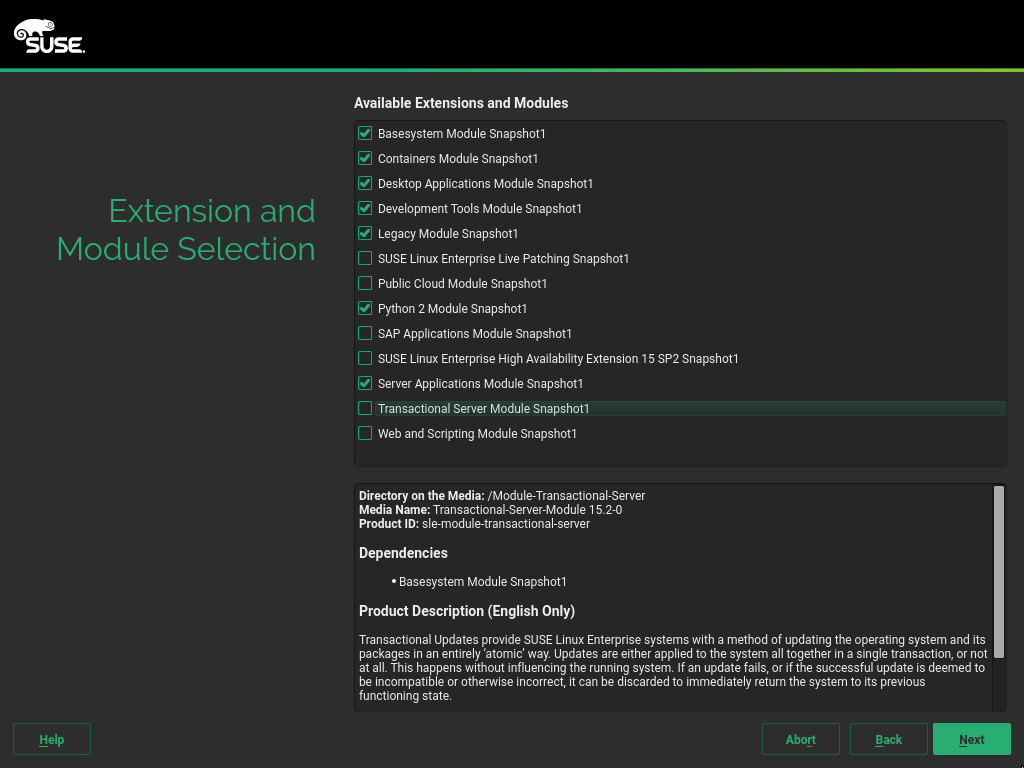 SUSE.
Available Extensions and Modules
Extension and
Module Selection
Basesystem Module Snapshot1
Containers Module Snapshot1
Desktop Applications Module Snapshot1
Development Tools Module Snapshot1
Legacy Module Snapshot1
SUSE Linux Enterprise Live Patching Snapshot1
Public Cloud Module Snapshot1
Python 2 Module Snapshot1
SAP Applications Module Snapshot1
SUSE Linux Enterprise High Availability Extension 15 SP2 Snapshot1
Server Applications Module Snapshot1
Transactional Server Module Snapshot1
Web and Scripting Module Snapshot1
Directory on the Media: /Module-Transactional-Server
Media Name: Transactional-Server-Module 15.2-0
Product ID: sle-module-transactional-server
Dependencies
• Basesystem Module Snapshot1
Product Description (English Only)
Transactional Updates provide SUSE Linux Enterprise systems with a method of updating the operating system and its
packages in an entirely ‘atomic’ way. Updates are either applied to the system all together in a single transaction, or not
at all. This happens without influencing the running system. If an update fails, or if the successful update is deemed to
be incompatible or otherwise incorrect, it can be discarded to immediately return the system to its previous
functioning state.
Help
Abort
Back
Next